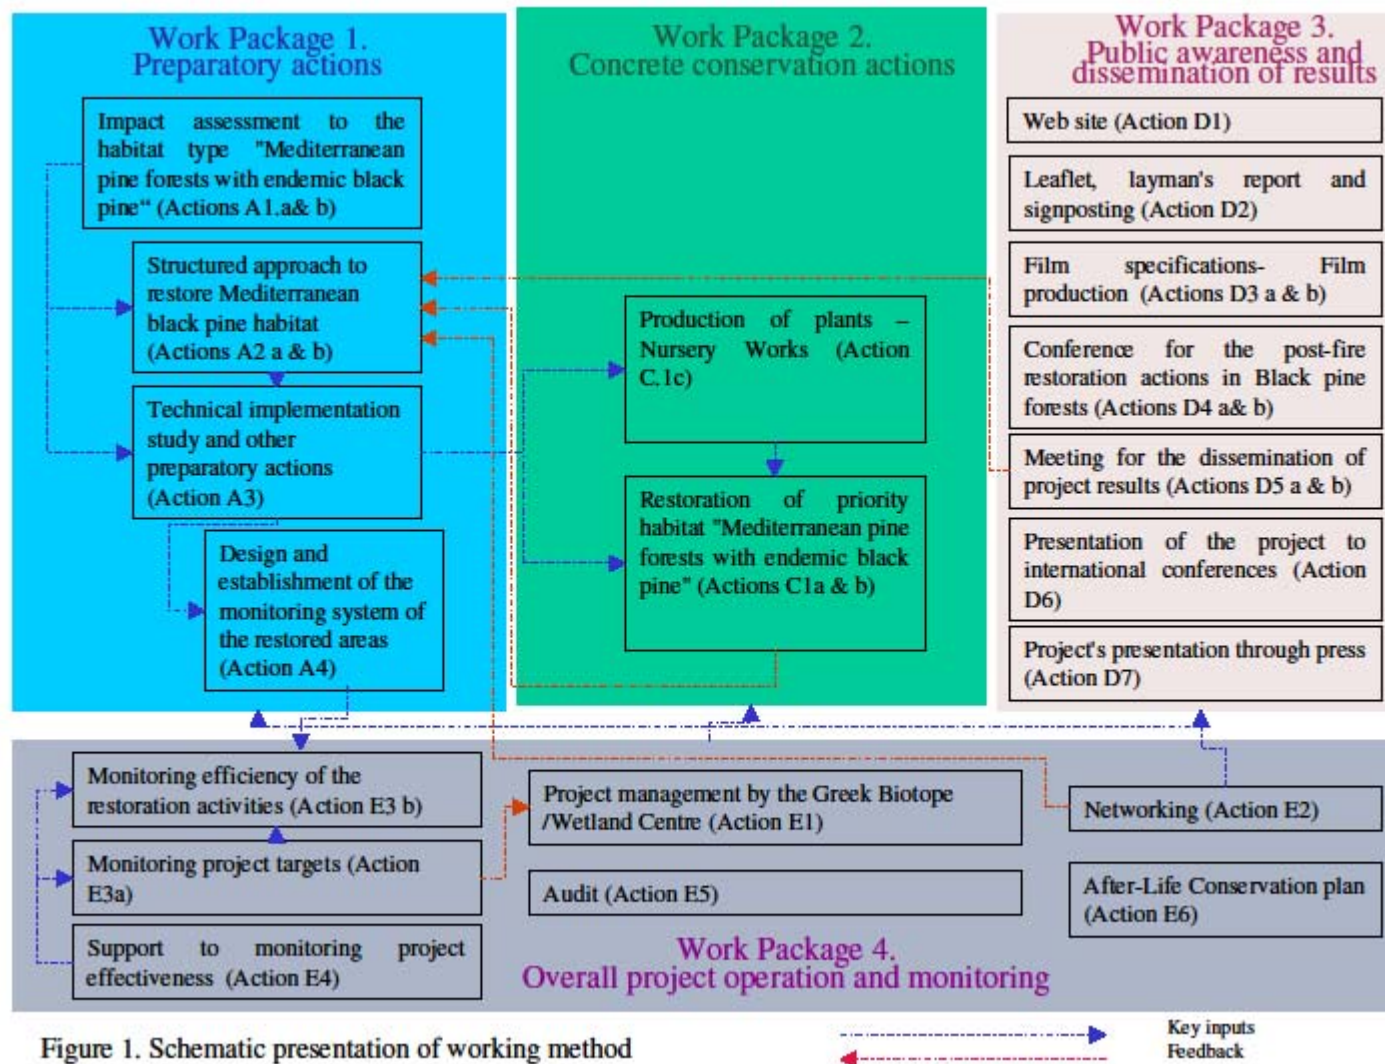 Work Package 1.
Preparatory actions
Impact assessment to the
habitat type "Mediterranean
pine forests with endemic black
pine“ (Actions A1.a& b)
Structured approach to
restore Mediterranean
black pine habitat
(Actions A2 a & b)
Technical implementation
study and other
preparatory actions
(Action A3)
Design and
establishment of the
monitoring system of
the restored areas
(Action A4)
Work Package 2.
Concrete conservation actions
Production of plants –
Nursery Works (Action
C.1c)
Restoration of priority
habitat "Mediterranean pine
forests with endemic black
pine" (Actions C1a & b)
Work Package 3.
Public awareness and
dissemination of results
Web site (Action D1)
Leaflet, layman's report and
signposting (Action D2)
Film specifications- Film
production (Actions D3 a & b)
Conference for the post-fire
restoration actions in Black pine
forests (Actions D4 a& b)
Meeting for the dissemination of
project results (Actions D5 a & b)
Presentation of the project to
international conferences (Action
D6)
Project's presentation through press
(Action D7)
Monitoring efficiency of the
restoration activities (Action E3 b)
Monitoring project targets (Action
E3a)
Support to monitoring project
effectiveness (Action E4)
Project management by the Greek Biotope
/Wetland Centre (Action E1)
Audit (Action E5)
Networking (Action E2)
After-Life Conservation plan
(Action E6)
Work Package 4.
Overall project operation and monitoring
Figure 1. Schematic presentation of working method
Key inputs
Feedback